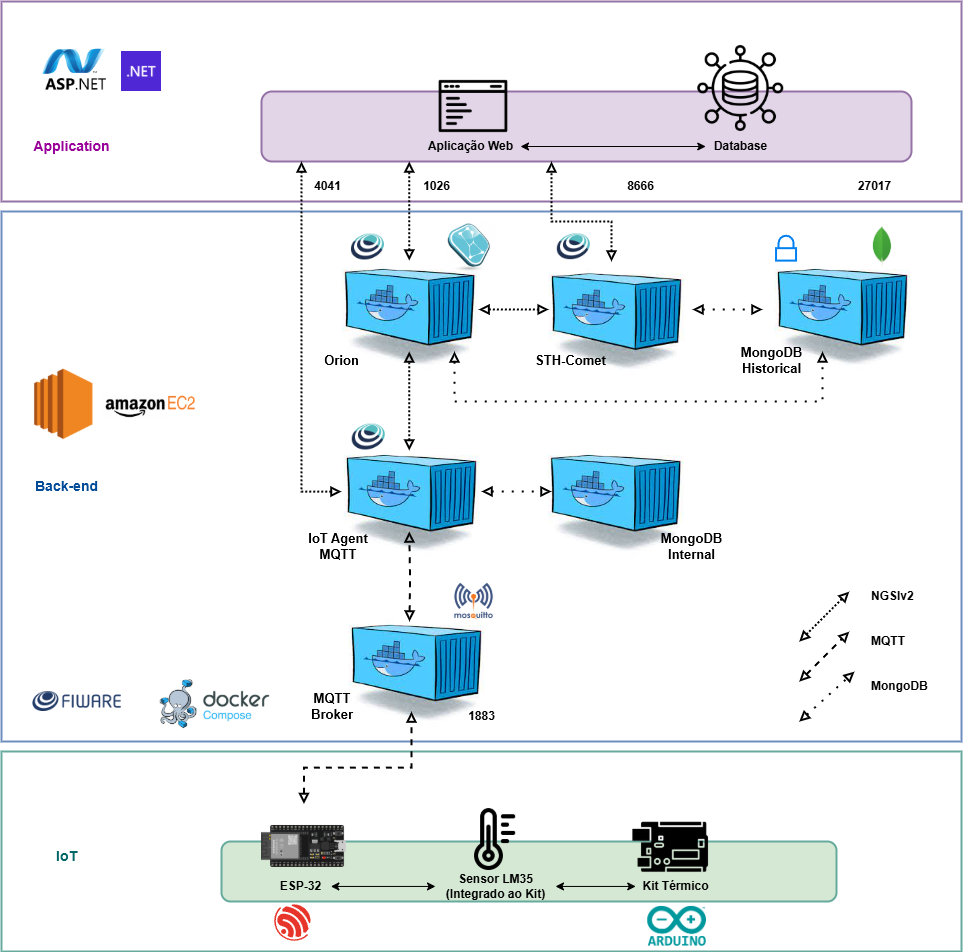 ASP.NET
.NET
Application
Aplicação Web
Database
4041
1026
8666
27017
Orion
STH-Comet
MongoDB
Historical
amazon EC2
Back-end
IoT Agent
MQTT
MongoDB
Internal
mosquitto
NGSIv2
MQTT
MongoDB
FIWARE
docker
Compose
MQTT
Broker
1883
IoT
ESP-32
Sensor LM35
(Integrado ao Kit)
Kit Térmico
ARDUINO